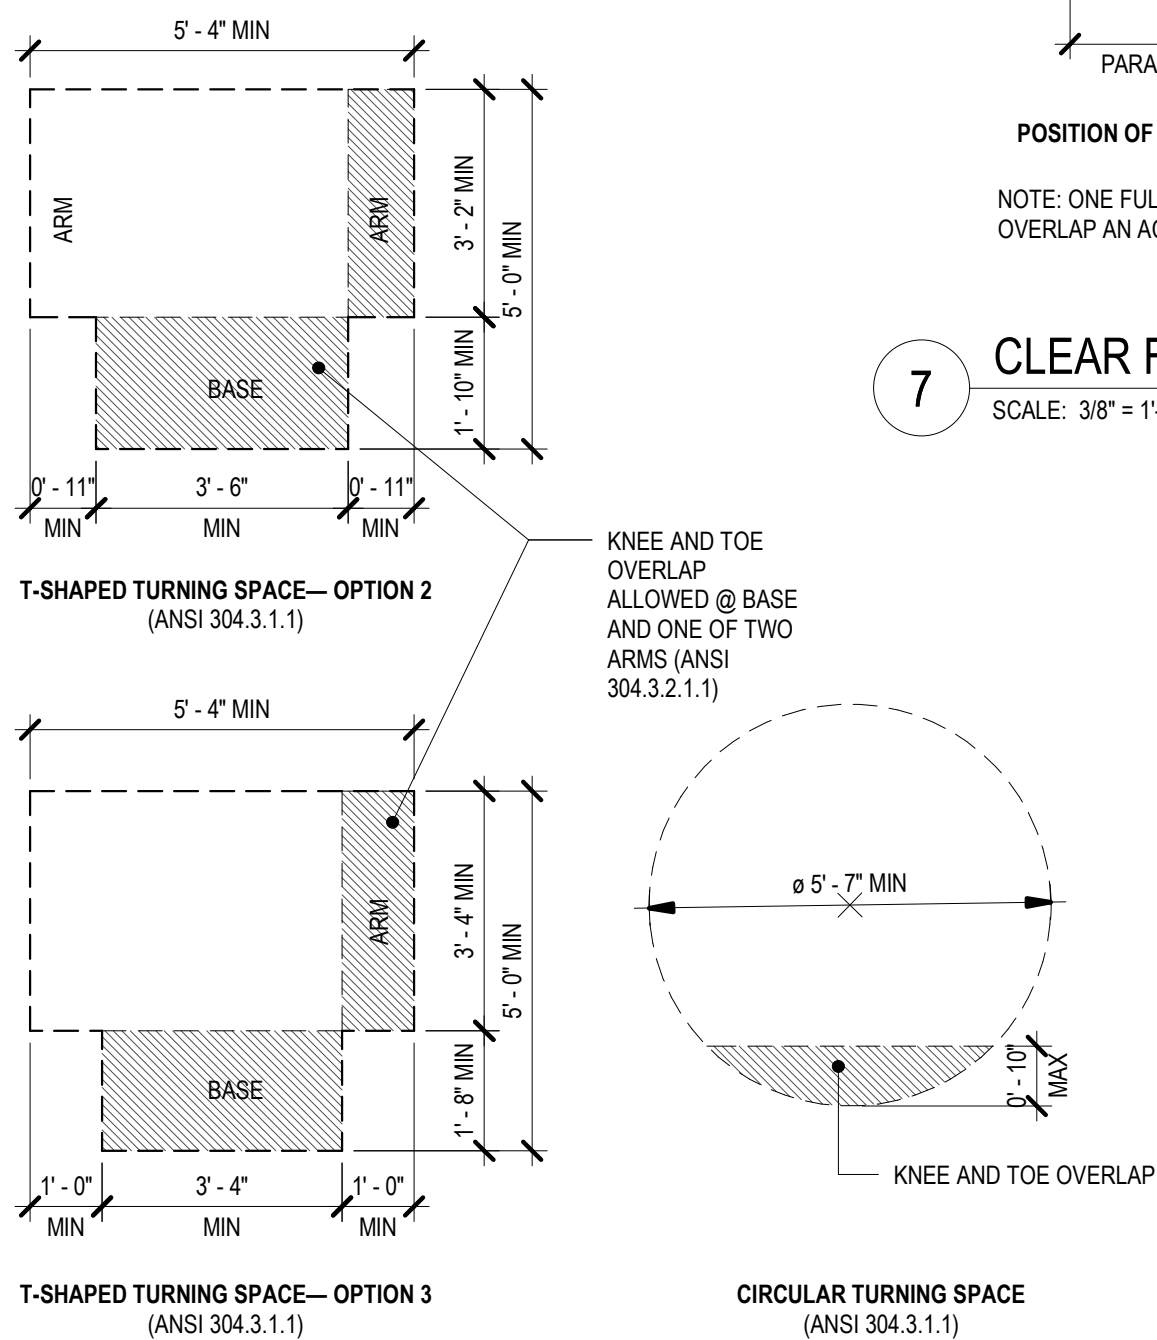 5' - 4" MIN
ARM
ARM
3' - 2" MIN
5' - 0" MIN
1' - 10" MIN
BASE
0' - 11"
MIN
3' - 6"
MIN
0' - 11"
MIN
T-SHAPED TURNING SPACE— OPTION 2
(ANSI 304.3.1.1)
PARA
POSITION OF
NOTE: ONE FUL
OVERLAP AN AC
7
CLEAR F
SCALE: 3/8" = 1'-
KNEE AND TOE
OVERLAP
ALLOWED @ BASE
AND ONE OF TWO
ARMS (ANSI
304.3.2.1.1)
5' - 4" MIN
ARM
3' - 4" MIN
5' - 0" MIN
1' - 8" MIN
BASE
1' - 0"
MIN
3' - 4"
MIN
1' - 0"
MIN
T-SHAPED TURNING SPACE— OPTION 3
(ANSI 304.3.1.1)
ø 5' - 7" MIN
0' - 10"
MAX
KNEE AND TOE OVERLAP
CIRCULAR TURNING SPACE
(ANSI 304.3.1.1)